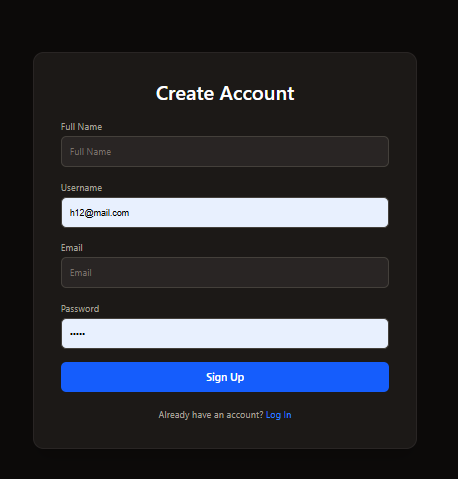 Create Account
Full Name
Full Name
Username
h12@mail.com
Email
Email
Password
•••••
Sign Up
Already have an account? Log In